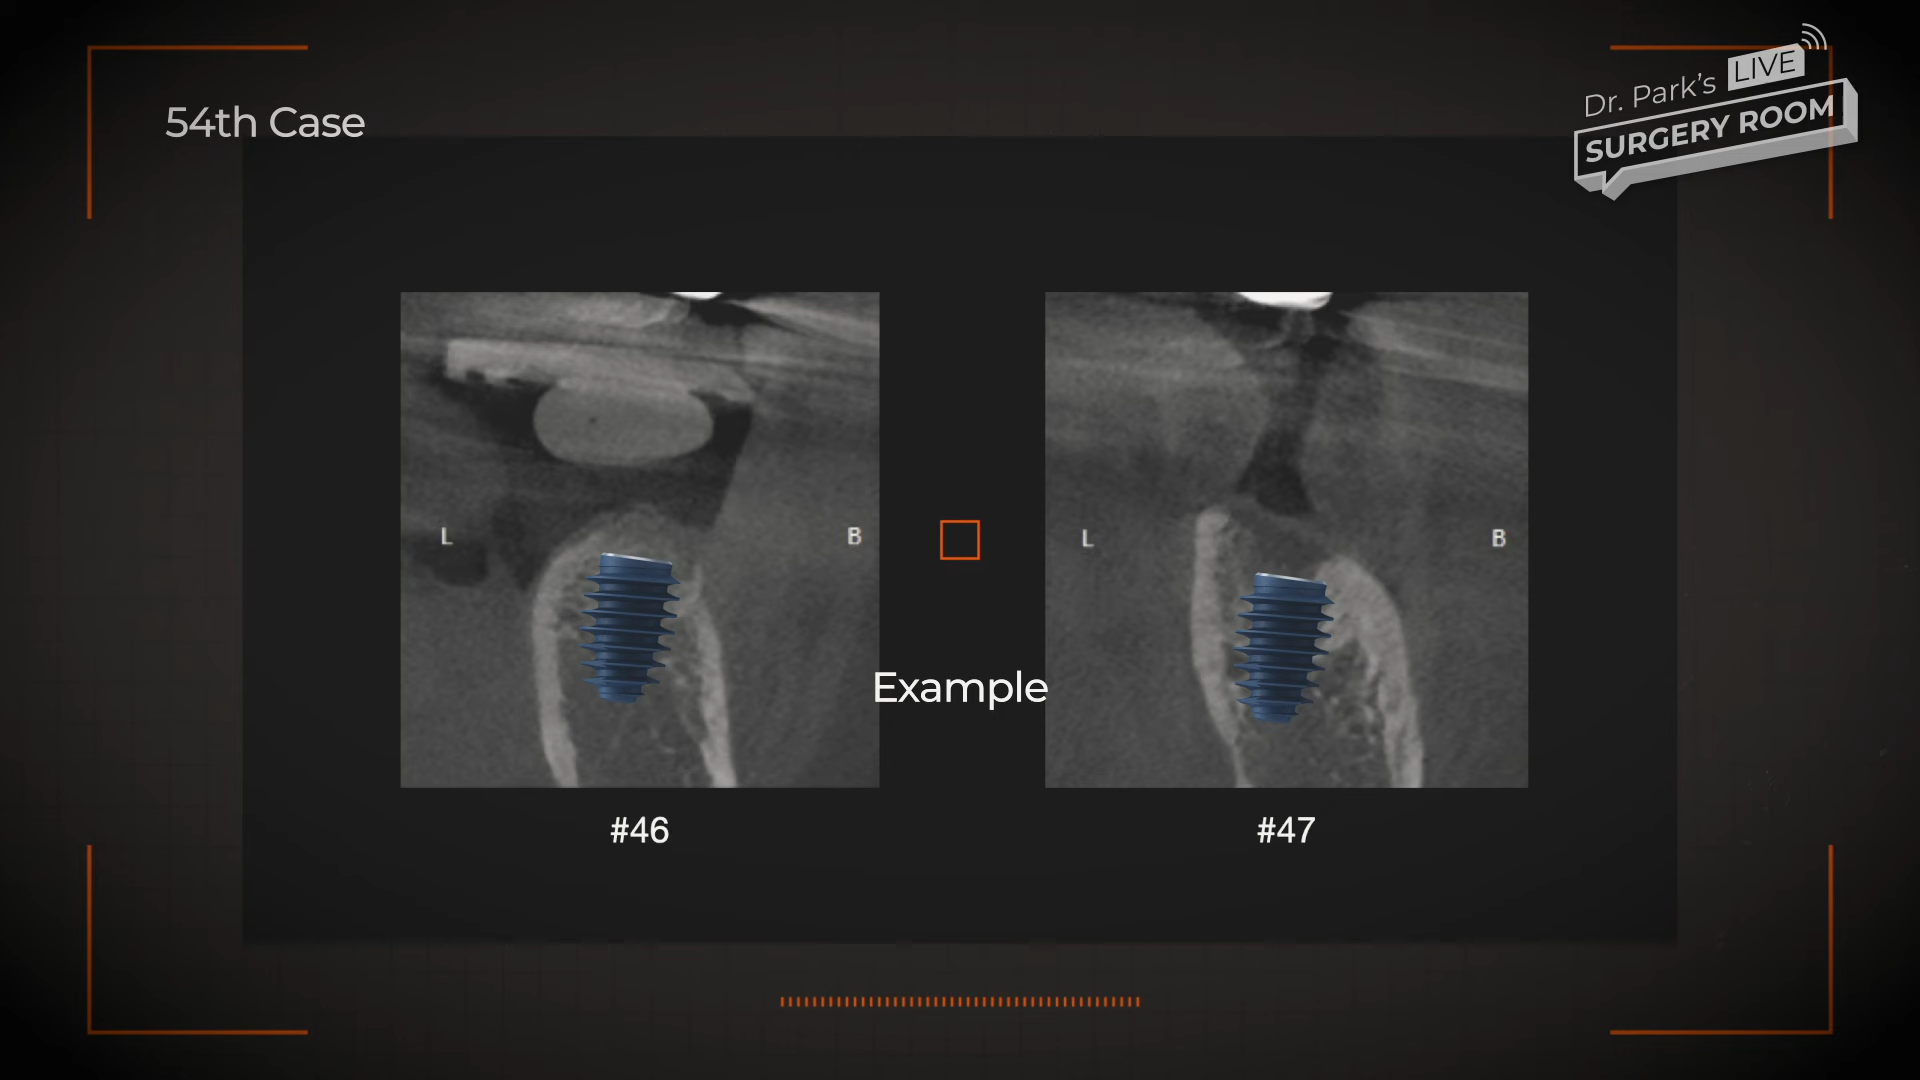 54th Case
Dr. Park's LIVE
SURGERY ROOM
L B
L B
Example
#46
#47